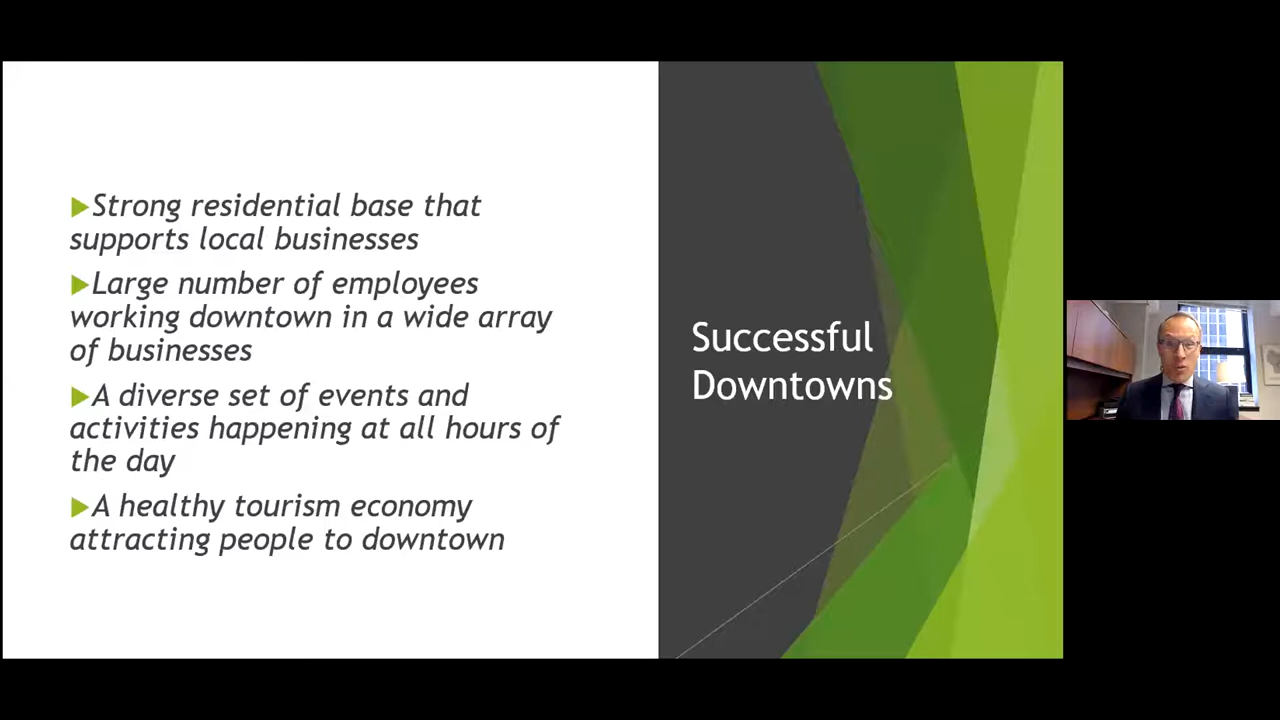 Strong residential base that
supports local businesses
Large number of employees
working downtown in a wide array
of businesses
A diverse set of events and
activities happening at all hours of
the day
A healthy tourism economy
attracting people to downtown
Successful
Downtowns